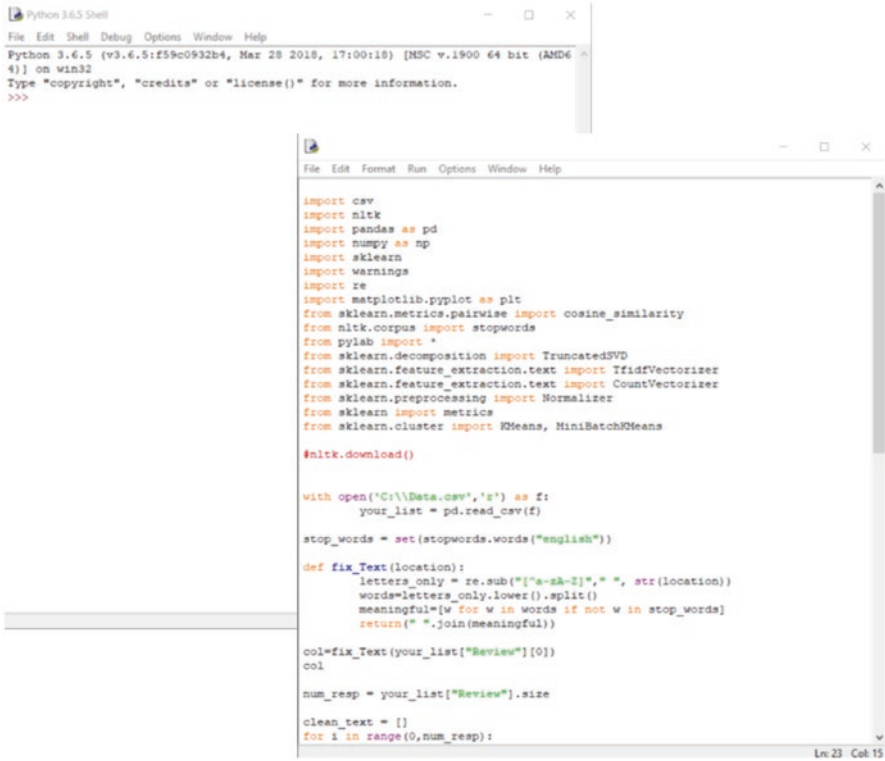 Python 3.6.5 Shell
File Edit Shell Debug Options Window Help
Python 3.6.5 (v3.6.5:f59c0932b4, Mar 28 2018, 17:00:18) [MSC v.1900 64 bit (AMD6
4)] on win32
Type "copyright", "credits" or "license()" for more information.
>>>
File Edit Format Run Options Window Help
import csv
import nltk
import pandas as pd
import numpy as np
import sklearn
import warnings
import re
import matplotlib.pyplot as plt
from sklearn.metrics.pairwise import cosine_similarity
from nltk.corpus import stopwords
from pylab import *
from sklearn.decomposition import TruncatedSVD
from sklearn.feature_extraction.text import TfidfVectorizer
from sklearn.feature_extraction.text import CountVectorizer
from sklearn.preprocessing import Normalizer
from sklearn import metrics
from sklearn.cluster import KMeans, MiniBatchKMeans
#nltk.download()
with open('C:\\Data.csv','r') as f:
        your_list = pd.read_csv(f)
stop_words = set(stopwords.words("english"))
def fix_Text(location):
        letters_only = re.sub("[^a-zA-Z]"," ", str(location))
        words=letters_only.lower().split()
        meaningful=[w for w in words if not w in stop_words]
        return(" ".join(meaningful))
col=fix_Text(your_list["Review"][0])
col
num_resp = your_list["Review"].size
clean_text = []
for i in range(0,num_resp):
Ln: 23 Col: 15